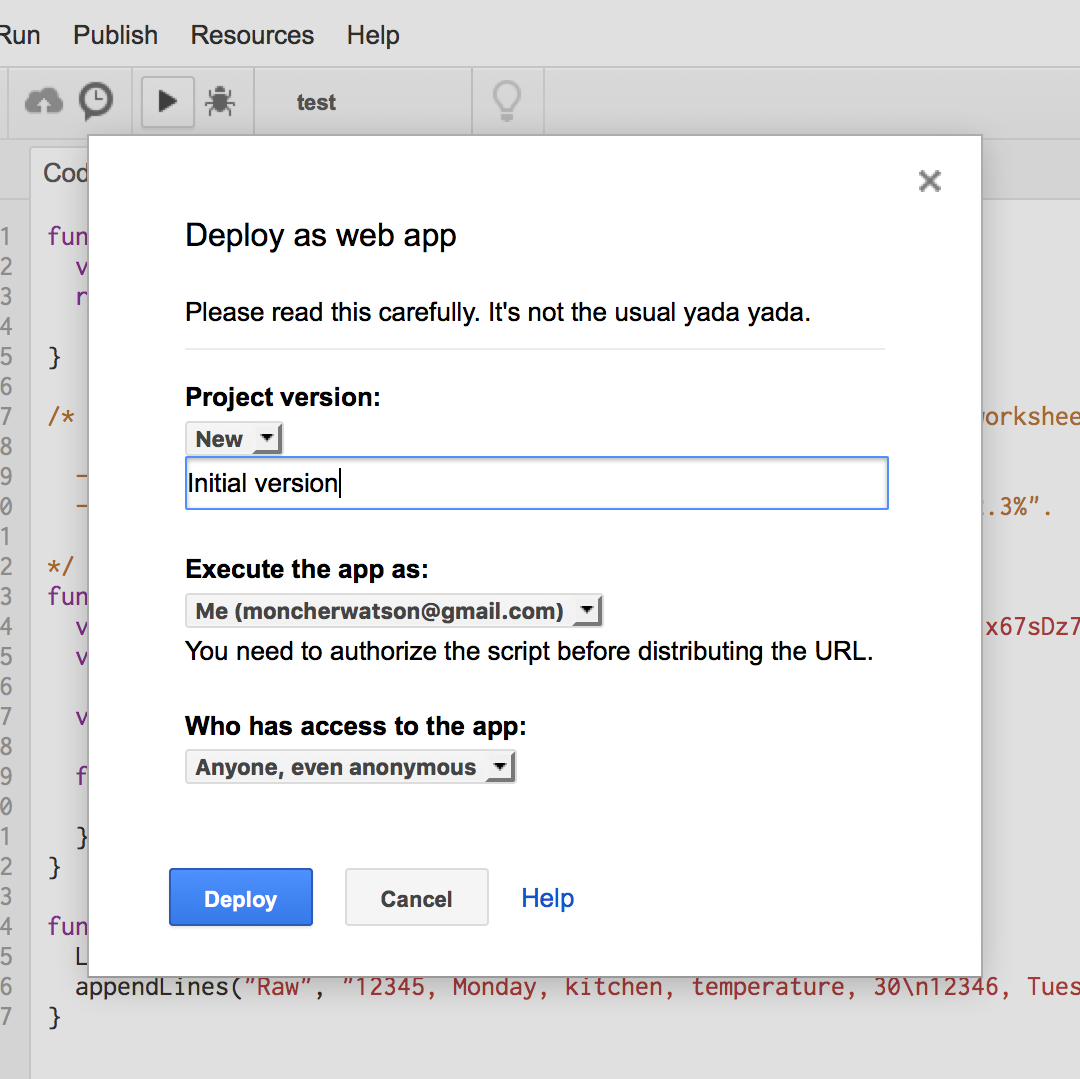 Run Publish Resources Help
test
Cod
Deploy as web app
Please read this carefully. It's not the usual yada yada.
Project version:
New
Initial version
Execute the app as:
Me (moncherwatson@gmail.com)
You need to authorize the script before distributing the URL.
Who has access to the app:
Anyone, even anonymous
Deploy Cancel Help
1 fun
2 v
3 r
4
5 }
6
7 /* workshee
8
9 -
0 - .3%".
1
2 */
3 fun
4 v x67sDz7
5 v
6
7 v
8
9 f
0
1 }
2 }
3
4 fun
5 L
6 appendLines("Raw", "12345, Monday, kitchen, temperature, 30\n12346, Tues
7 }